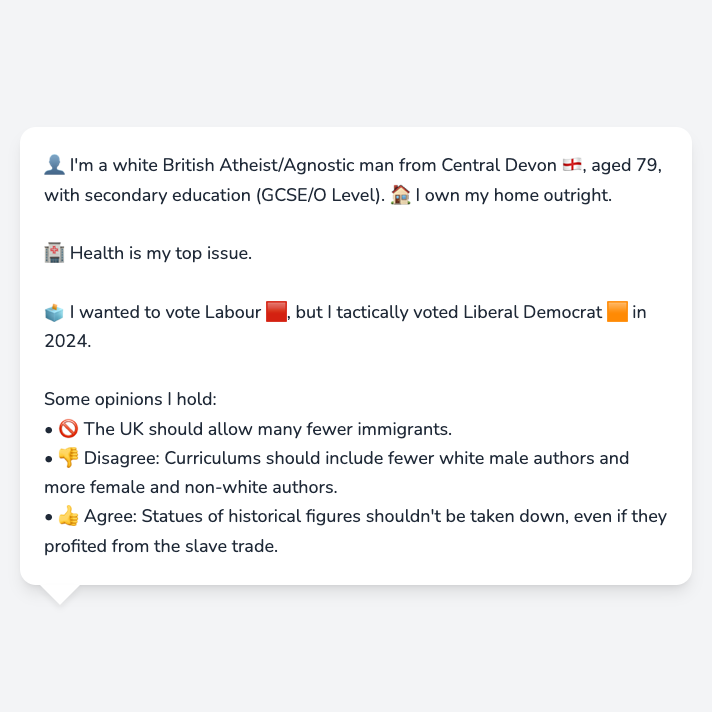 👤 I'm a white British Atheist/Agnostic man from Central Devon 🏴󠁧󠁢󠁥󠁮󠁧󠁿, aged 79,
with secondary education (GCSE/O Level). 🏠 I own my home outright.
🏥 Health is my top issue.
🗳️ I wanted to vote Labour 🟥, but I tactically voted Liberal Democrat 🟧 in
2024.
Some opinions I hold:
• 🚫 The UK should allow many fewer immigrants.
• 👎 Disagree: Curriculums should include fewer white male authors and
more female and non-white authors.
• 👍 Agree: Statues of historical figures shouldn't be taken down, even if they
profited from the slave trade.